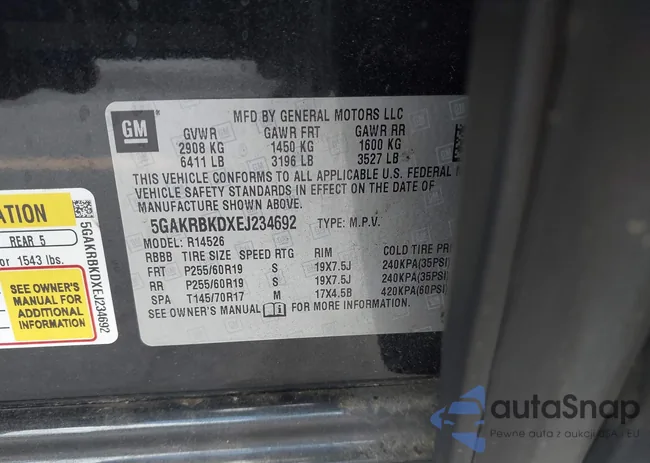 MFD BY GENERAL MOTORS LLC
GM
GVWR GAWR FRT GAWR RR
2908 KG 1450 KG 1600 KG
6411 LB 3196 LB 3527 LB
THIS VEHICLE CONFORMS TO ALL APPLICABLE U.S. FEDERAL
VEHICLE SAFETY STANDARDS IN EFFECT ON THE DATE OF
MANUFACTURE SHOWN ABOVE.
5GAKRBKDXEJ234692 TYPE: M.P.V.
MODEL: R14526
RBBB TIRE SIZE SPEED RTG RIM COLD TIRE PR
FRT P255/60R19 S 19X7.5J 240KPA(35PSI)
RR P255/60R19 S 19X7.5J 240KPA(35PSI)
SPA T145/70R17 M 17X4.5B 420KPA(60PSI)
SEE OWNER'S MANUAL FOR MORE INFORMATION
ATION
REAR 5
or 1543 lbs.
SEE OWNER'S
MANUAL FOR
ADDITIONAL
INFORMATION
5GAKRBKDXEJ234692
autaSnap
Pewne auta z aukcji USA i EU